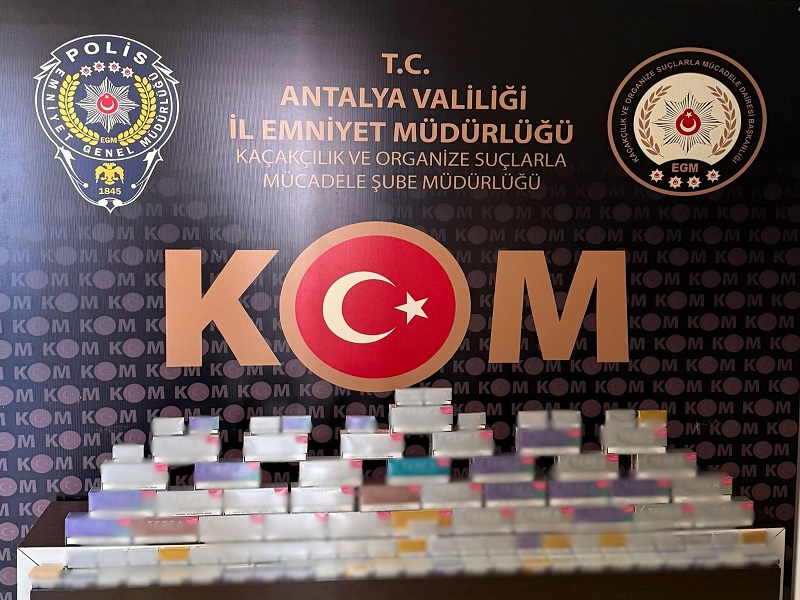 POLİS
EMNİYET GENEL MÜDÜRLÜĞÜ
EGM
1845
T.C.
ANTALYA VALİLİĞİ
İL EMNİYET MÜDÜRLÜĞÜ
KAÇAKÇILIK VE ORGANİZE SUÇLARLA
MÜCADELE ŞUBE MÜDÜRLÜĞÜ
KAÇAKÇILIK VE ORGANİZE SUÇLARLA MÜCADELE DAİRESİ BAŞKANLIĞI
EGM
KOM